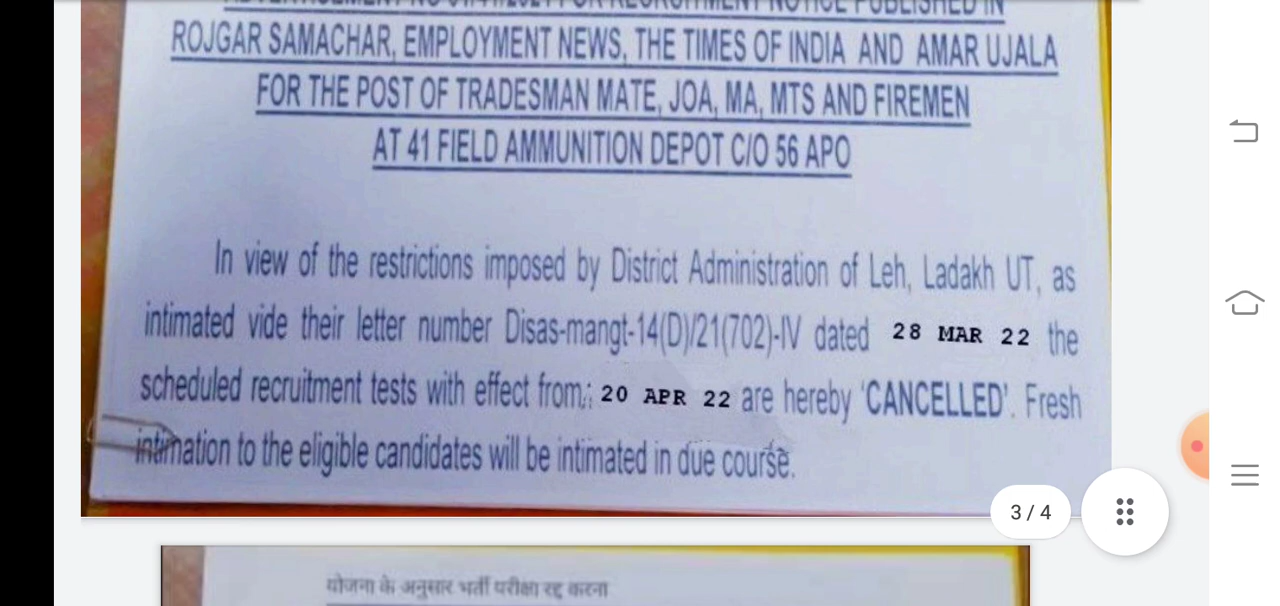 ROJGAR SAMACHAR, EMPLOYMENT NEWS, THE TIMES OF INDIA AND AMAR UJALA
FOR THE POST OF TRADESMAN MATE, JOA, MA, MTS AND FIREMEN
AT 41 FIELD AMMUNITION DEPOT C/O 56 APO
In view of the restrictions imposed by District Administration of Leh, Ladakh UT, as
intimated vide their letter number Disas-mangt-14(D)/21(702)-IV dated 28 MAR 22 the
scheduled recruitment tests with effect from.: 20 APR 22 are hereby 'CANCELLED'. Fresh
intimation to the eligible candidates will be intimated in due course.
3 / 4
योजना के अनुसार भर्ती परीक्षा रद्द करना